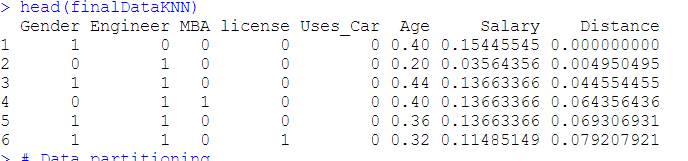 > head(finalDataKNN)
Gender Engineer MBA license Uses_Car Age Salary Distance
1 1 0 0 0 0 0.40 0.15445545 0.000000000
2 0 1 0 0 0 0.20 0.03564356 0.004950495
3 1 1 0 0 0 0.44 0.13663366 0.044554455
4 0 1 1 0 0 0.40 0.13663366 0.064356436
5 1 1 0 0 0 0.36 0.13663366 0.069306931
6 1 1 0 1 0 0.32 0.11485149 0.079207921
> # Data partitioning